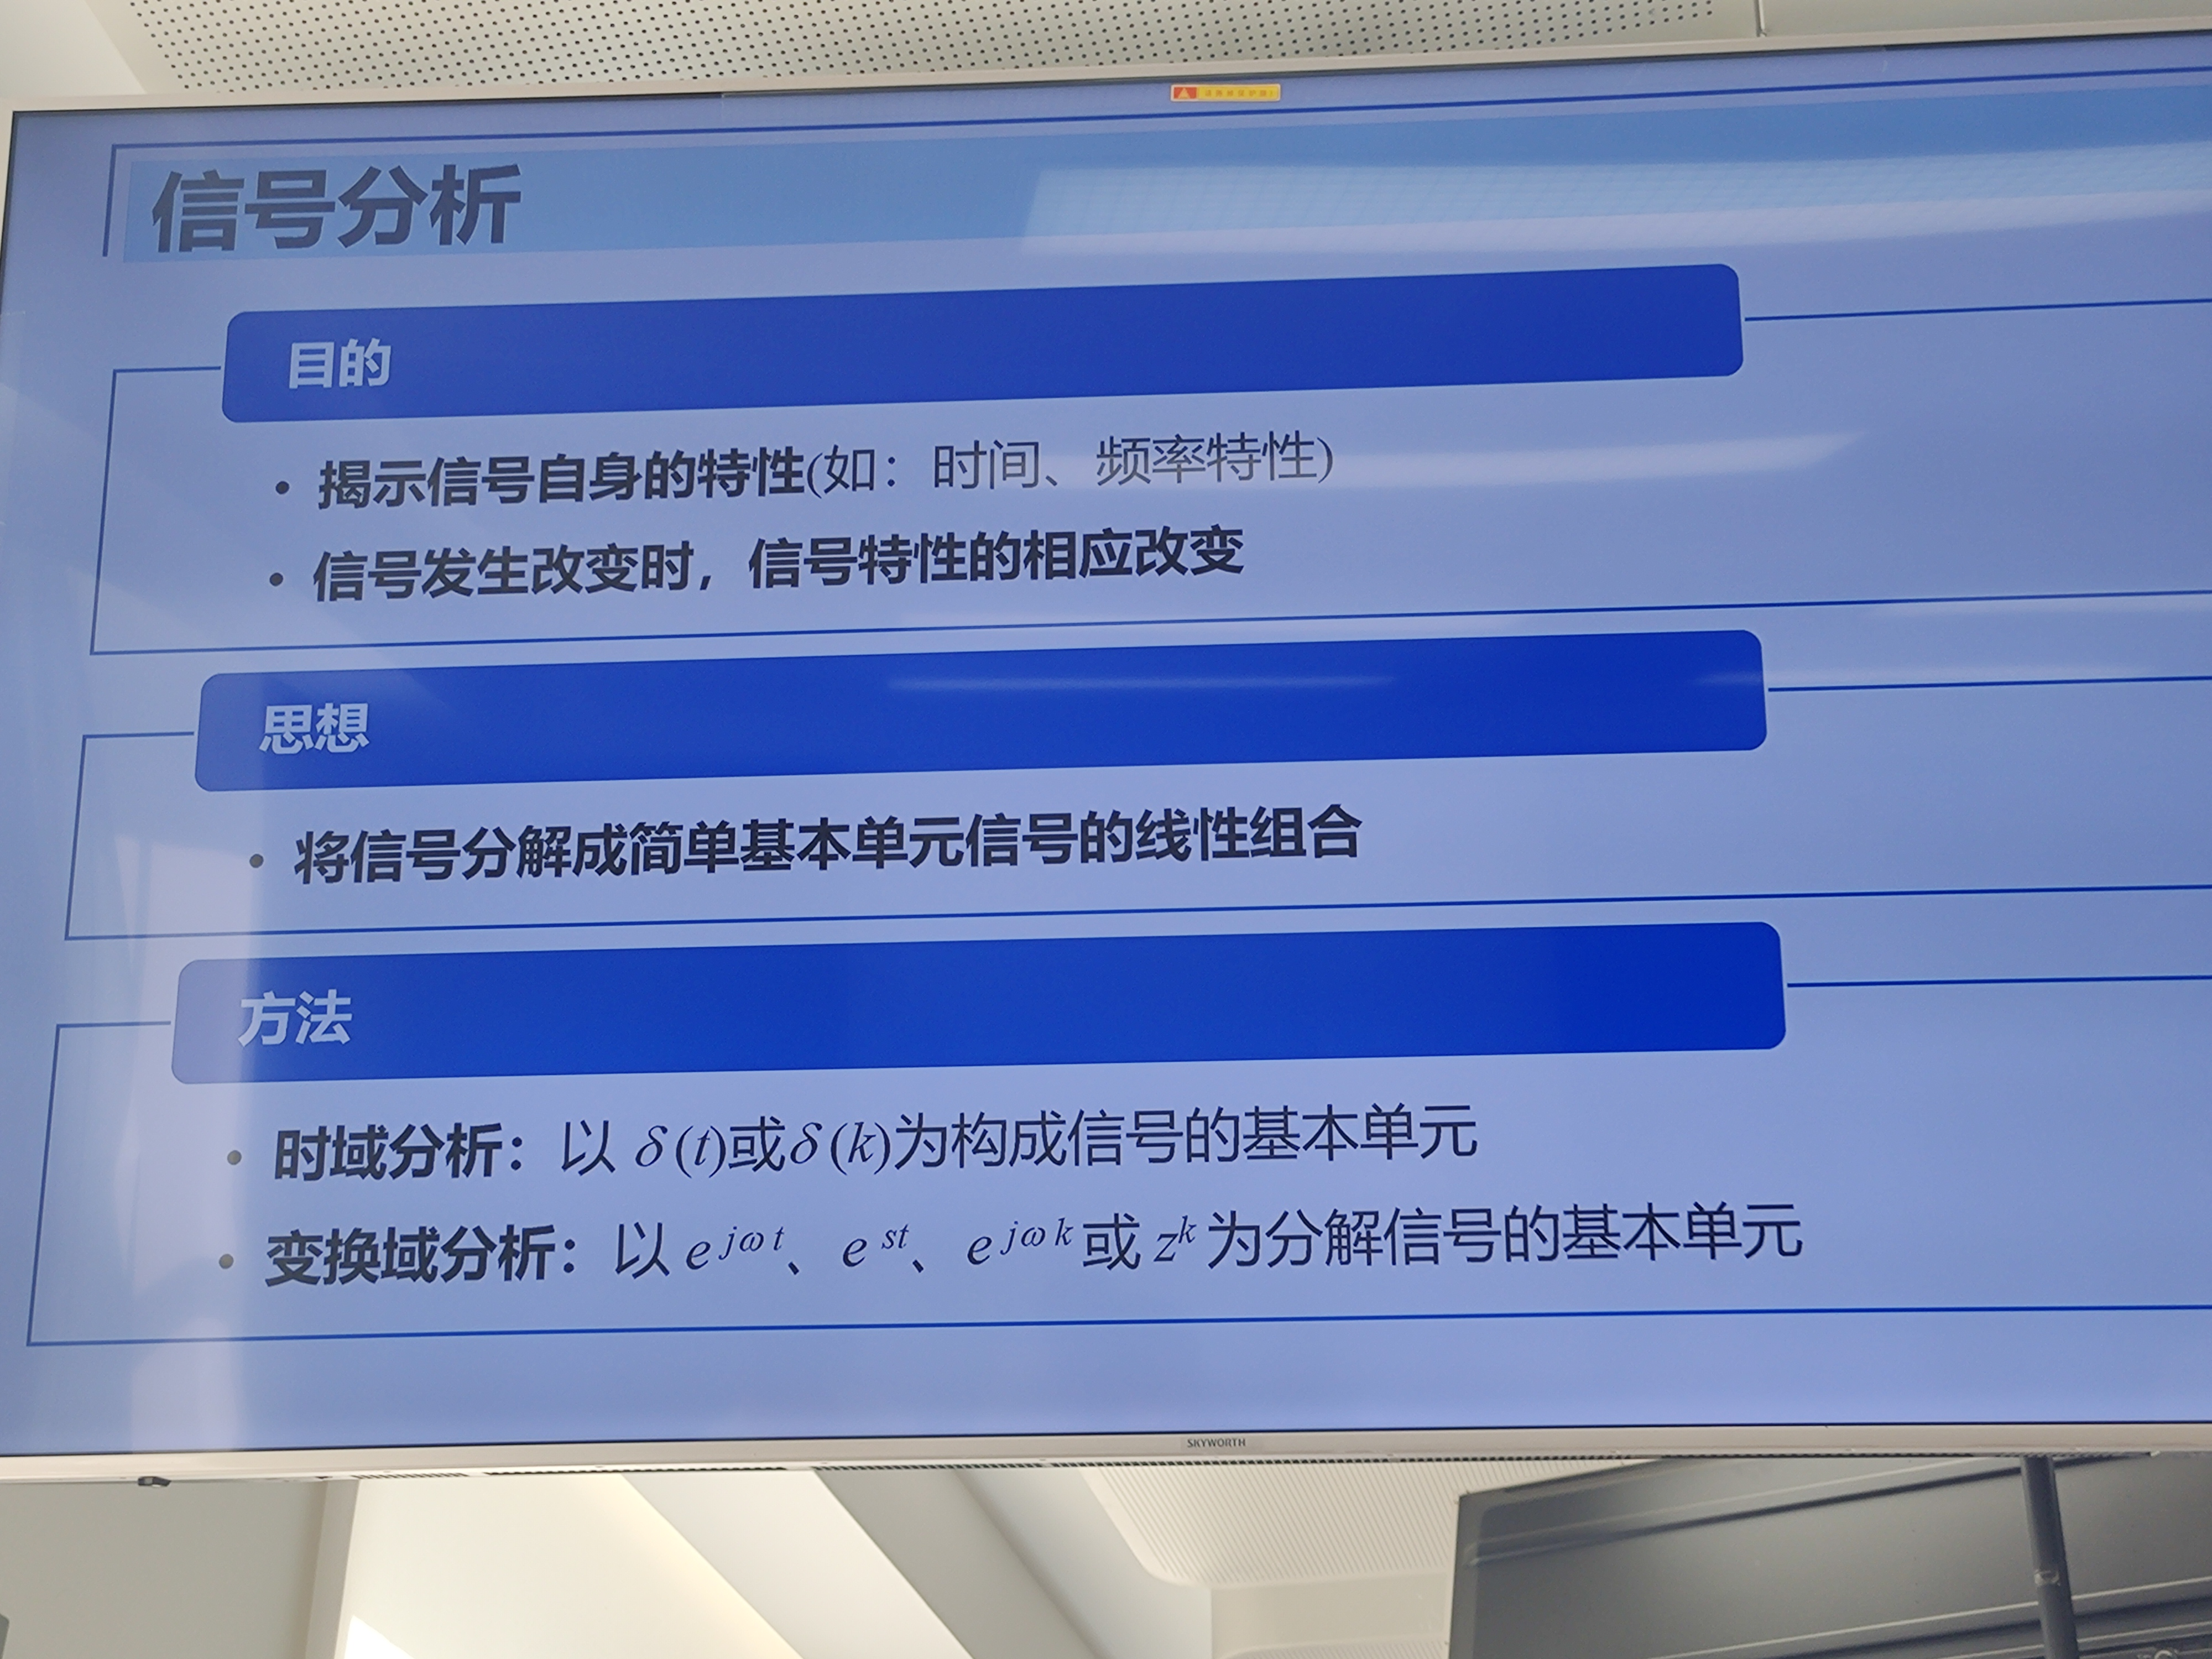 信号分析
目的
• 揭示信号自身的特性(如：时间、频率特性)
• 信号发生改变时，信号特性的相应改变
思想
• 将信号分解成简单基本单元信号的线性组合
方法
• 时域分析：以 δ(t)或δ(k)为构成信号的基本单元
• 变换域分析：以 e^{jωt}、e^{st}、e^{jωk}或 z^k 为分解信号的基本单元
SKYWORTH